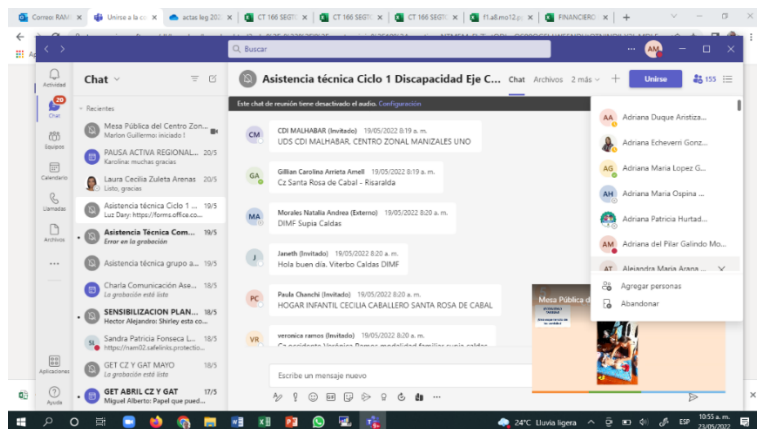 Correo RAM
Unirse a la co
actas leg 202
CT 166 SEGT
CT 166 SEGT
CT 166 SEGT
FINANCIERO
Buscar
AM
Actividad
20
Chat
Equipos
Calendario
Llamadas
Archivos
Aplicaciones
Ayuda
Chat
Recientes
Mesa Pública del Centro Zon...
Marlon Guillermo: iniciado !
PAUSA ACTIVA REGIONAL... 20/5
Karolina: muchas gracias
Laura Cecilia Zuleta Arenas 20/5
Listo, gracias
Asistencia técnica Ciclo 1 ... 19/5
Luz Dary: https://forms.office.co...
Asistencia Técnica Com... 19/5
Error en la grabación
Asistencia técnica grupo a... 19/5
Charla Comunicación Ase... 18/5
La grabación está lista
SENSIBILIZACION PLAN... 18/5
Hector Alejandro: Shirley esta co...
SL
Sandra Patricia Fonseca L... 18/5
https://nam02.safelinks.protectio...
GET CZ Y GAT MAYO 18/5
La grabación está lista
GET ABRIL CZ Y GAT 17/5
Miguel Alberto: Papel que pued...
Asistencia técnica Ciclo 1 Discapacidad Eje C... Chat Archivos 2 más + Unirse 155
Este chat de reunión tiene desactivado el audio. Configuración
CM
CDI MALHABAR (Invitado) 19/05/2022 8:19 a. m.
UDS CDI MALHABAR. CENTRO ZONAL MANIZALES UNO
GA
Gillian Carolina Arrieta Amell 19/05/2022 8:19 a. m.
Cz Santa Rosa de Cabal - Risaralda
MA
Morales Natalia Andrea (Externo) 19/05/2022 8:20 a. m.
DIMF Supia Caldas
J
Janeth (Invitado) 19/05/2022 8:20 a. m.
Hola buen día. Viterbo Caldas DIMF
PC
Paula Chanchi (Invitado) 19/05/2022 8:20 a. m.
HOGAR INFANTIL CECILIA CABALLERO SANTA ROSA DE CABAL
VR
veronica ramos (Invitado) 19/05/2022 8:20 a. m.
Escribe un mensaje nuevo
AA Adriana Duque Aristiza...
Adriana Echeverri Gonz...
AG Adriana Maria Lopez G...
AH Adriana Maria Ospina ...
Adriana Patricia Hurtad...
AM Adriana del Pilar Galindo Mo...
AT Alejandra Maria Arana ...
Agregar personas
Abandonar
Mesa Pública d
24°C Lluvia ligera
ESP
10:55 a. m.
23/05/2022